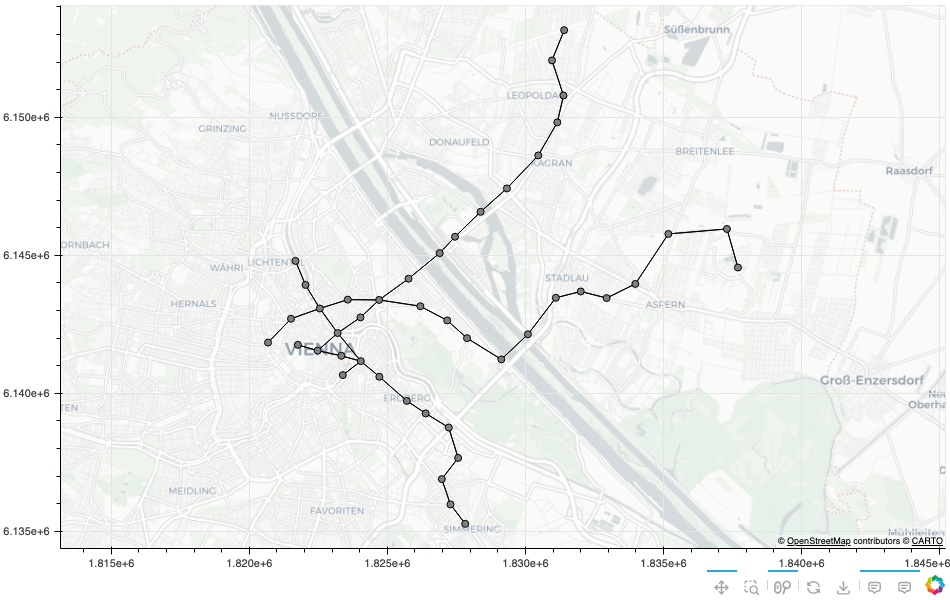 Süßenbrunn
LEOPOLDA
6.150e+6
NUSSDORF
GRINZING
DONAUFELD
KAGRAN
BREITENLEE
Raasdorf
6.145e+6
ORNBACH
WÄHRI
LICHTENT
STADLAU
HERNALS
ASPERN
VIENNA
Groß-Enzersdorf
6.140e+6
TEN
ERDBERG
Oberha
MEIDLING
FAVORITEN
6.135e+6
SIMMERING
Mühlleiten
© OpenStreetMap contributors © CARTO
1.815e+6 1.820e+6 1.825e+6 1.830e+6 1.835e+6 1.840e+6 1.845e+6